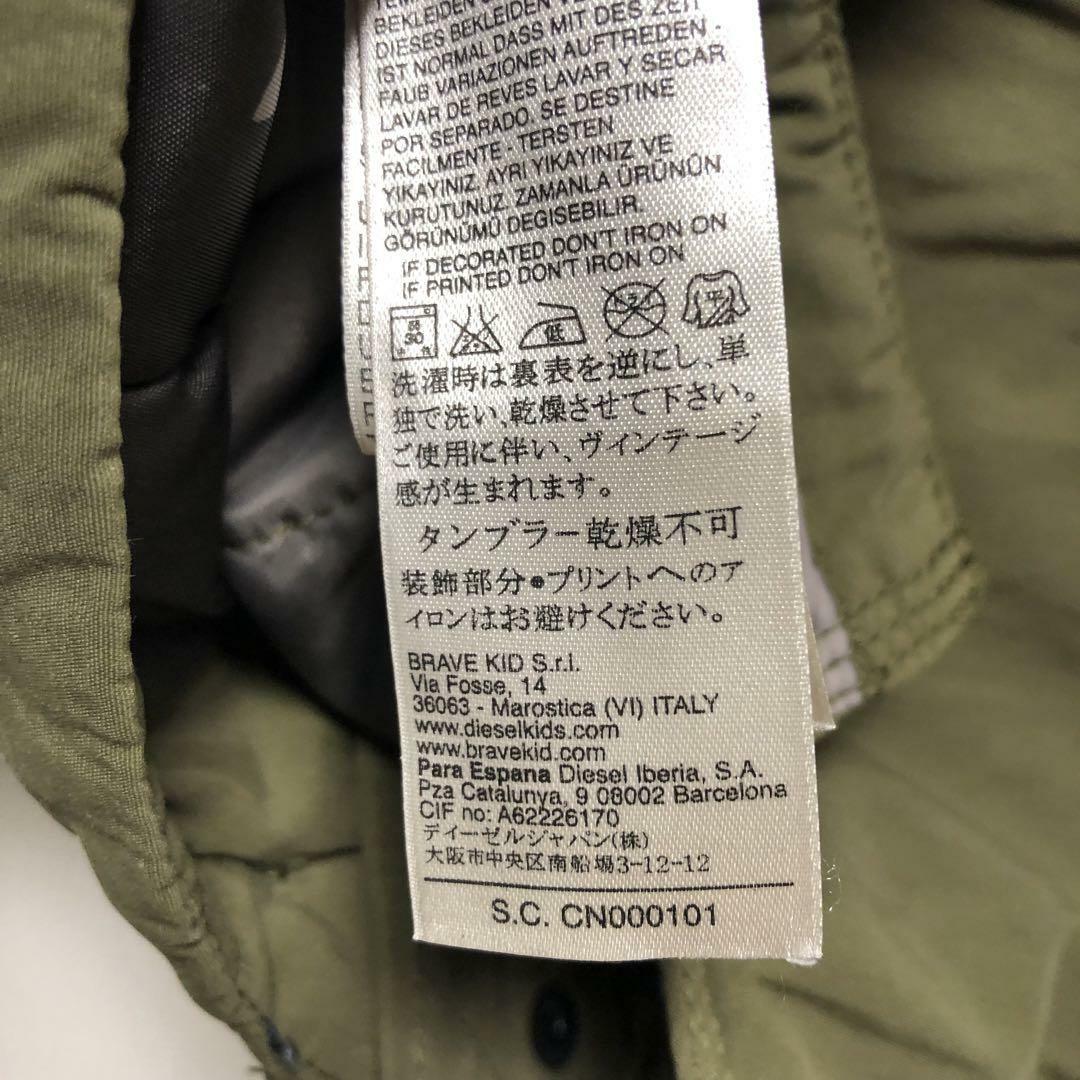 BEKLEIDEN
DIESES BEKLEIDEN
IST NORMAL DASS MIT DES ZEIT
FAUB VARIAZIONEN AUFTREDEN -
LAVAR DE REVES LAVAR Y SECAR
POR SEPARADO. SE DESTINE
FACILMENTE - TERSTEN
YIKAYINIZ. AYRI YIKAYINIZ VE
KURUTUNUZ. ZAMANLA ÜRÜNÜN
GÖRÜNÜMÜ DEGISEBILIR.
IF DECORATED DON'T IRON ON
IF PRINTED DON'T IRON ON
30
低
洗濯時は裏表を逆にし、単
独で洗い、乾燥させて下さい。
ご使用に伴い、ヴィンテージ
感が生まれます。
タンブラー乾燥不可
装飾部分●プリントへのア
イロンはお避けください。
BRAVE KID S.r.l.
Via Fosse, 14
36063 - Marostica (VI) ITALY
www.dieselkids.com
www.bravekid.com
Para Espana Diesel Iberia, S.A.
Pza Catalunya, 9 08002 Barcelona
CIF no: A62226170
ディーゼルジャパン(株)
大阪市中央区南船場3-12-12
S.C. CN000101